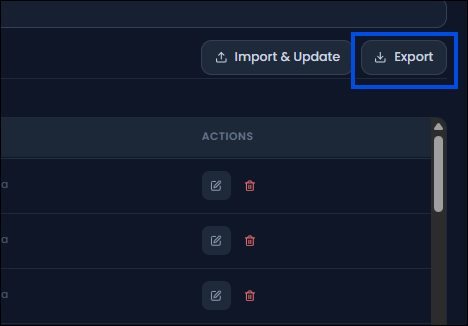 Import & Update
Export
ACTIONS
a
a
a